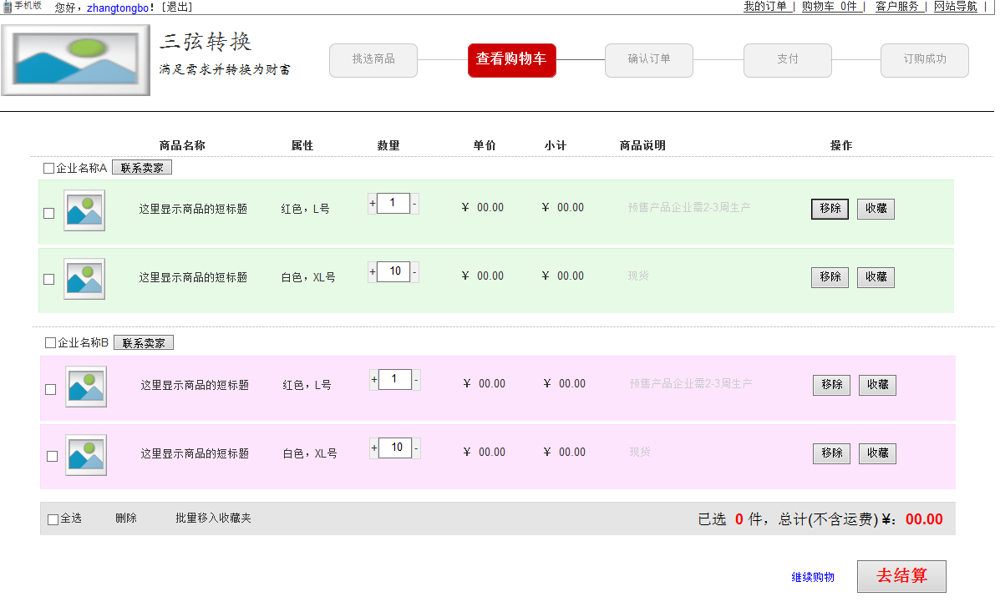 手机版 您好，zhangtongbo！[退出] 我的订单 | 购物车 0件 | 客户服务 | 网站导航 |
三弦转换
满足需求并转换为财富
挑选商品 查看购物车 确认订单 支付 订购成功
商品名称 属性 数量 单价 小计 商品说明 操作
企业名称A 联系卖家
这里显示商品的短标题 红色，L号 + 1 - ￥ 00.00 ￥ 00.00 预售产品企业需2-3周生产 移除 收藏
这里显示商品的短标题 白色，XL号 + 10 - ￥ 00.00 ￥ 00.00 现货 移除 收藏
企业名称B 联系卖家
这里显示商品的短标题 红色，L号 + 1 - ￥ 00.00 ￥ 00.00 预售产品企业需2-3周生产 移除 收藏
这里显示商品的短标题 白色，XL号 + 10 - ￥ 00.00 ￥ 00.00 现货 移除 收藏
全选 删除 批量移入收藏夹 已选 0 件，总计(不含运费)￥：00.00
继续购物 去结算